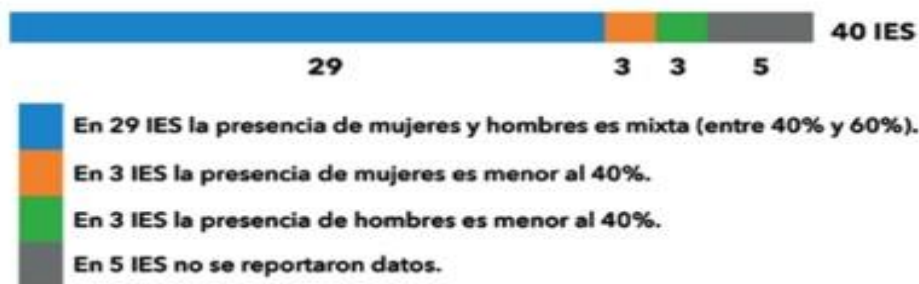 40 IES
29 3 3 5
En 29 IES la presencia de mujeres y hombres es mixta (entre 40% y 60%).
En 3 IES la presencia de mujeres es menor al 40%.
En 3 IES la presencia de hombres es menor al 40%.
En 5 IES no se reportaron datos.